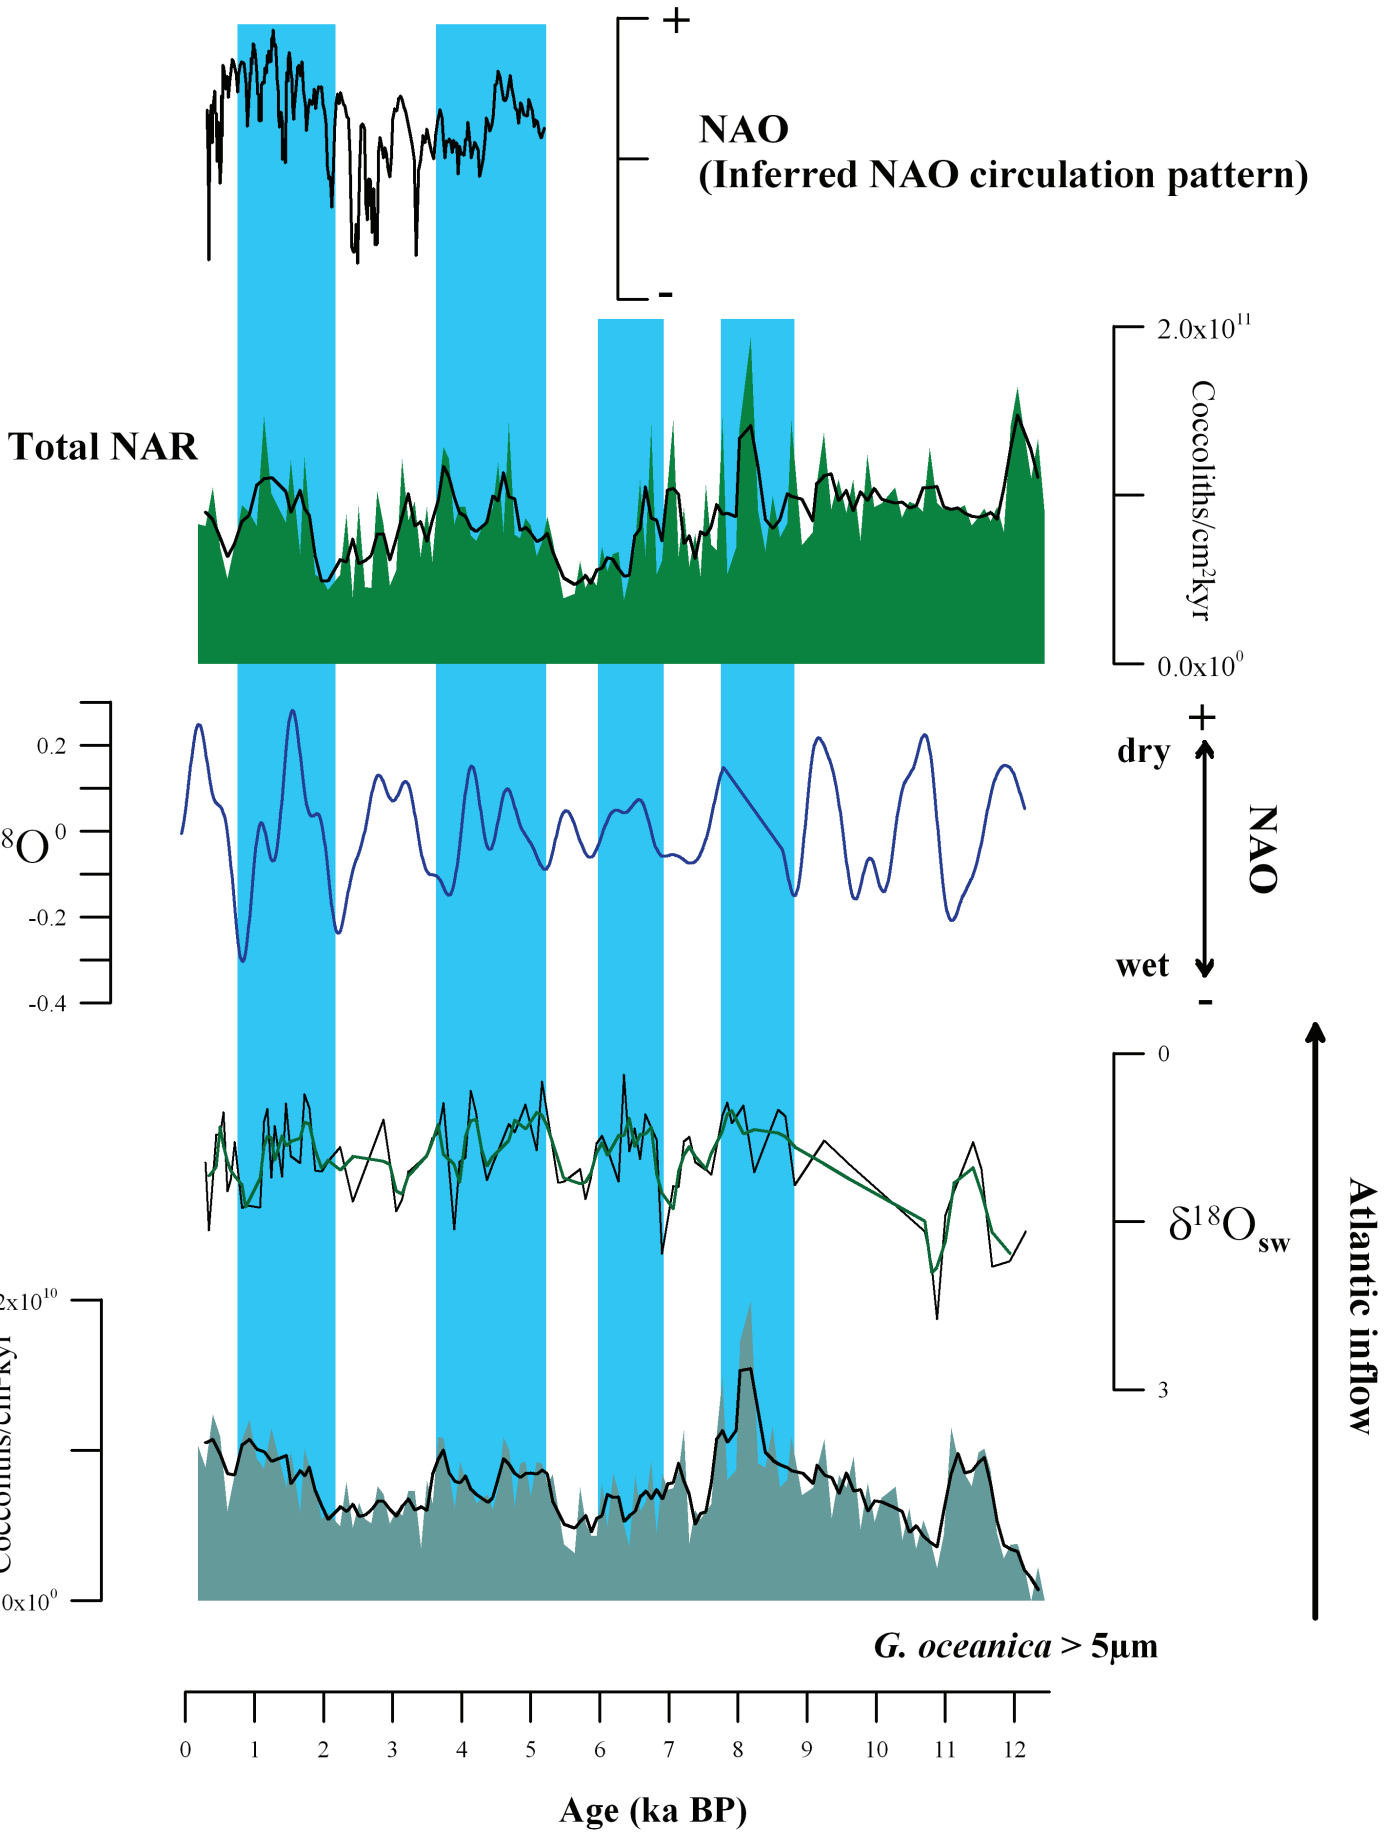 +
NAO
(Inferred NAO circulation pattern)
-
2.0x10¹¹
Total NAR
Coccoliths/cm²kyr
0.0x10⁰
+
dry
0.2
0
⁸O
NAO
-0.2
wet
-0.4
-
0
δ¹⁸Osw
Atlantic inflow
2x10¹⁰
3
Coccoliths/cm²kyr
0x10⁰
G. oceanica > 5µm
0 1 2 3 4 5 6 7 8 9 10 11 12
Age (ka BP)